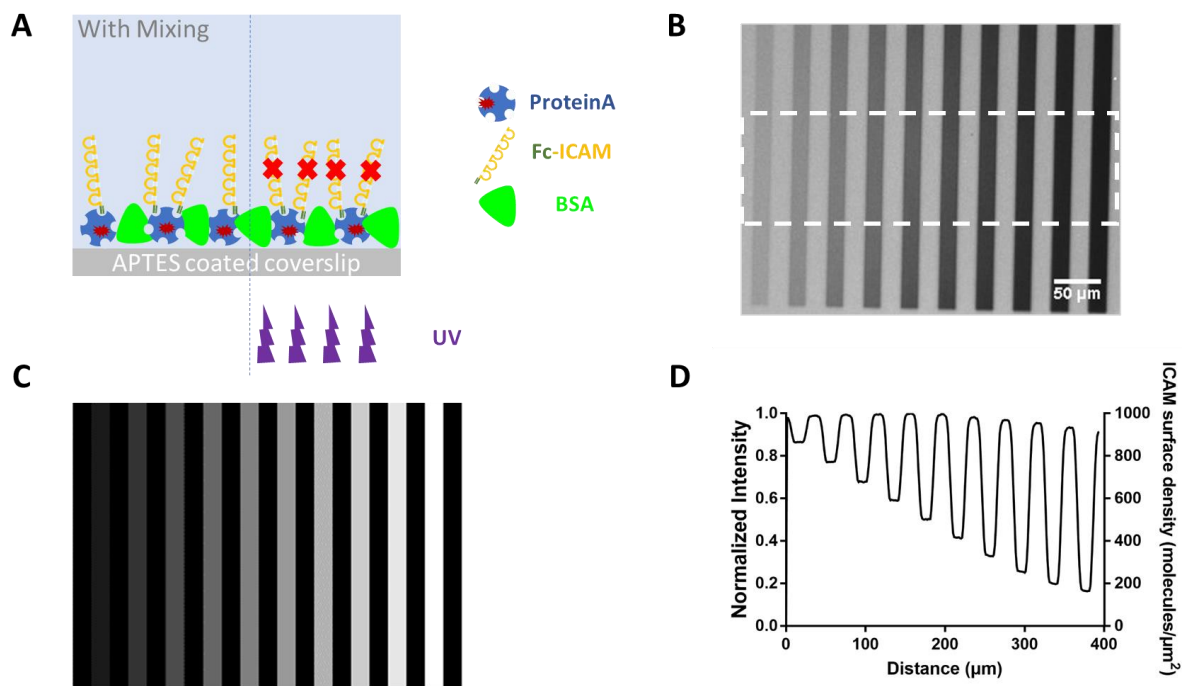 A
With Mixing
APTES coated coverslip
UV
ProteinA
Fc-ICAM
BSA
B
50 µm
C
D
Normalized Intensity
1.0
0.8
0.6
0.4
0.2
0.0
0
100
200
300
400
Distance (µm)
1000
800
600
400
200
0
ICAM surface density (molecules/µm²)